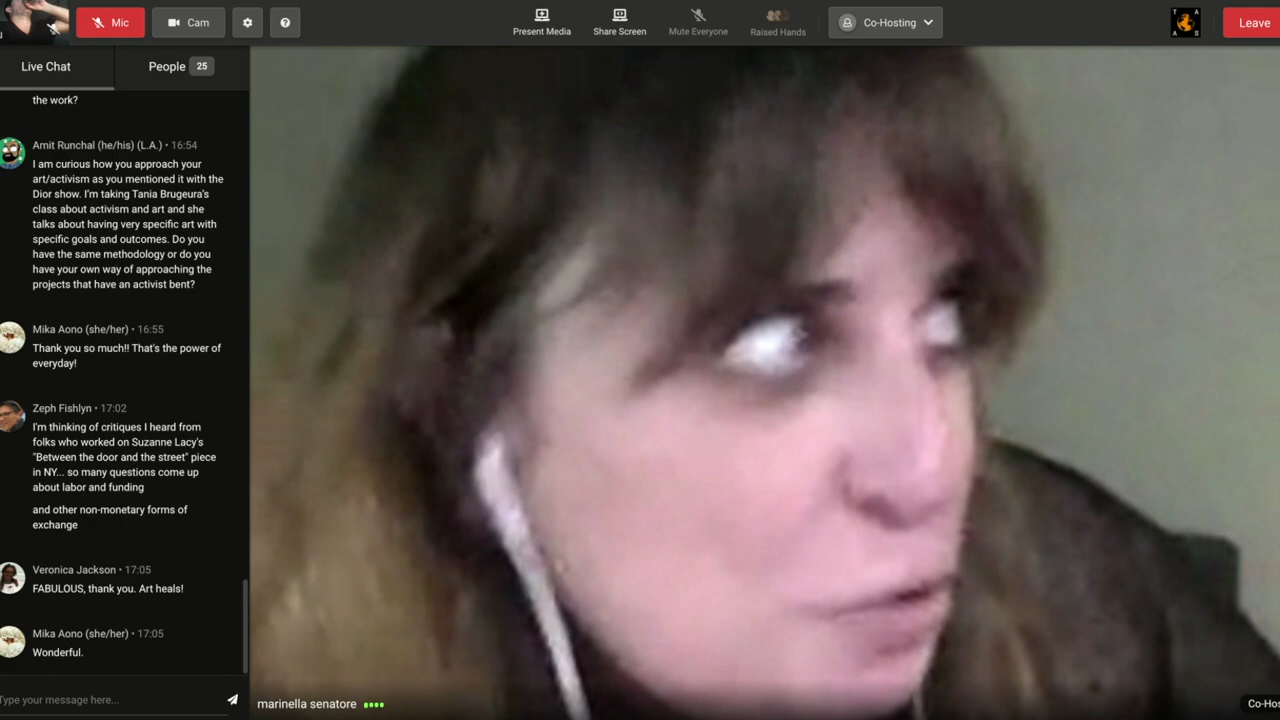 Mic
Cam
Present Media
Share Screen
Mute Everyone
Raised Hands
Co-Hosting
T A
A S
Leave
Live Chat
People 25
the work?
Amit Runchal (he/his) (L.A.) • 16:54
I am curious how you approach your
art/activism as you mentioned it with the
Dior show. I'm taking Tania Brugeura's
class about activism and art and she
talks about having very specific art with
specific goals and outcomes. Do you
have the same methodology or do you
have your own way of approaching the
projects that have an activist bent?
Mika Aono (she/her) • 16:55
Thank you so much!! That's the power of
everyday!
Zeph Fishlyn • 17:02
I'm thinking of critiques I heard from
folks who worked on Suzanne Lacy's
"Between the door and the street" piece
in NY... so many questions come up
about labor and funding
and other non-monetary forms of
exchange
Veronica Jackson • 17:05
FABULOUS, thank you. Art heals!
Mika Aono (she/her) • 17:05
Wonderful.
Type your message here...
marinella senatore
Co-Hos